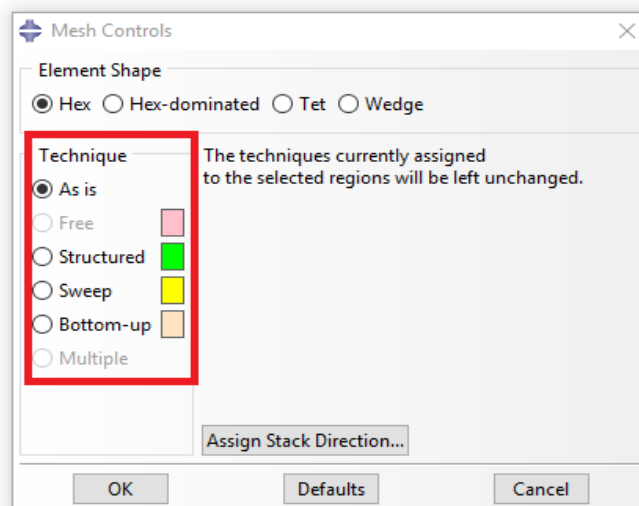 Mesh Controls
Element Shape
Hex Hex-dominated Tet Wedge
Technique
As is
Free
Structured
Sweep
Bottom-up
Multiple
The techniques currently assigned
to the selected regions will be left unchanged.
Assign Stack Direction...
OK Defaults Cancel